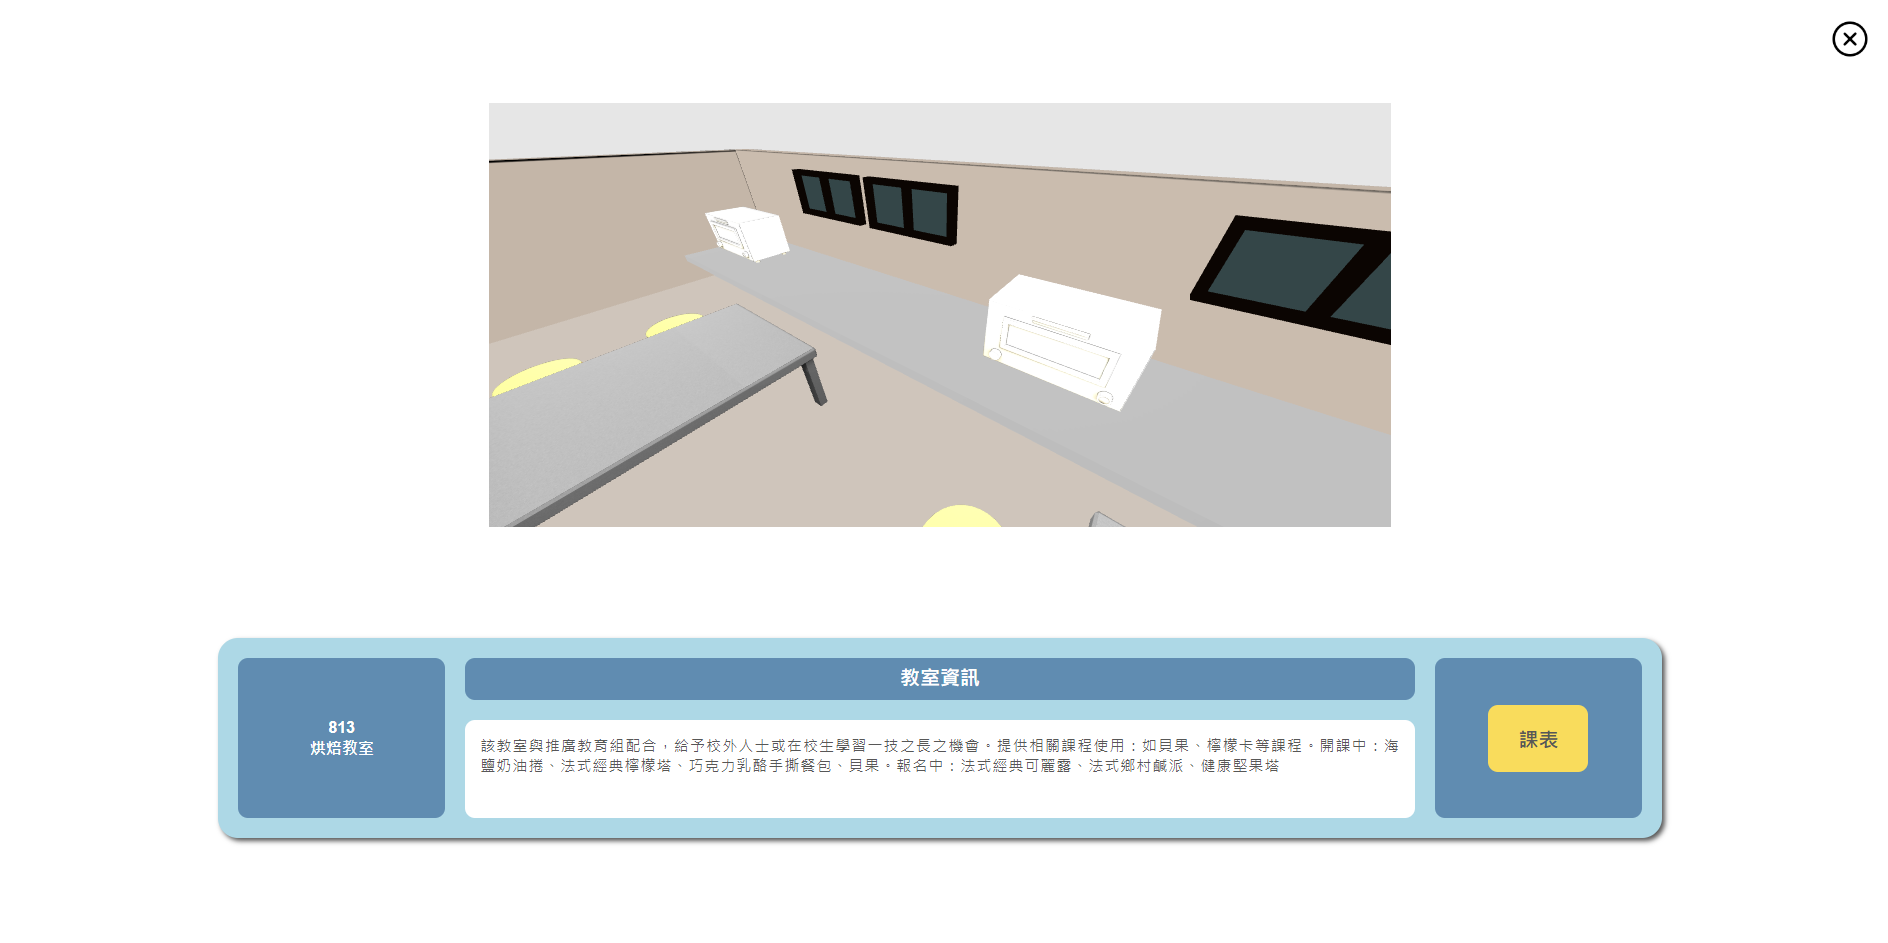 813
烘焙教室
教室資訊
該教室與推廣教育組配合，給予校外人士或在校生學習一技之長之機會。提供相關課程使用：如貝果、檸檬卡等課程。開課中：海
鹽奶油捲、法式經典檸檬塔、巧克力乳酪手撕餐包、貝果。報名中：法式經典可麗露、法式鄉村鹹派、健康堅果塔
課表